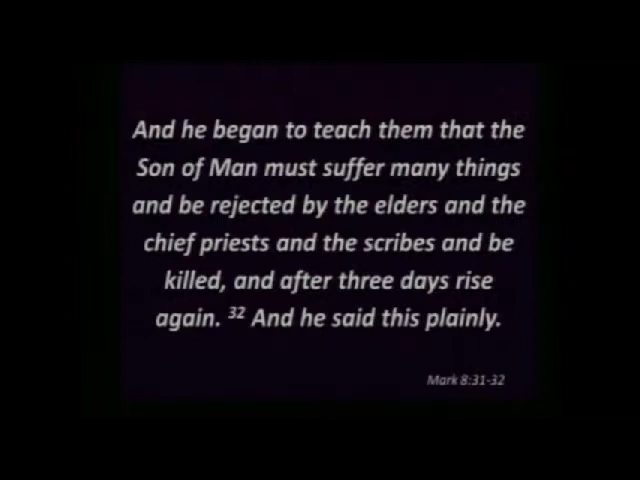 And he began to teach them that the
Son of Man must suffer many things
and be rejected by the elders and the
chief priests and the scribes and be
killed, and after three days rise
again. 32 And he said this plainly.
Mark 8:31-32